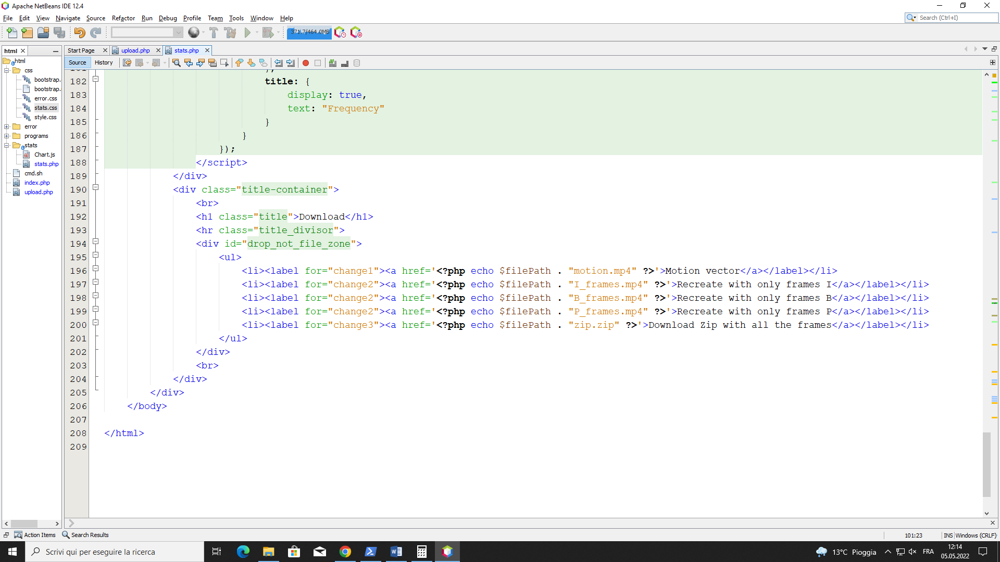 Apache NetBeans IDE 12.4
File Edit View Navigate Source Refactor Run Debug Profile Team Tools Window Help
Search (Ctrl+I)
371.7/464.0MB
html
Start Page
upload.php
stats.php
Source History
html
css
bootstrap.
bootstrap.
error.css
stats.css
style.css
error
programs
stats
Chart.js
stats.php
cmd.sh
index.php
upload.php
181 },
182 title: {
183 display: true,
184 text: "Frequency"
185 }
186 }
187 });
188 </script>
189 </div>
190 <div class="title-container">
191 <br>
192 <h1 class="title">Download</h1>
193 <hr class="title_divisor">
194 <div id="drop_not_file_zone">
195 <ul>
196 <li><label for="change1"><a href='<?php echo $filePath . "motion.mp4" ?>'>Motion vector</a></label></li>
197 <li><label for="change2"><a href='<?php echo $filePath . "I_frames.mp4" ?>'>Recreate with only frames I</a></label></li>
198 <li><label for="change2"><a href='<?php echo $filePath . "B_frames.mp4" ?>'>Recreate with only frames B</a></label></li>
199 <li><label for="change2"><a href='<?php echo $filePath . "P_frames.mp4" ?>'>Recreate with only frames P</a></label></li>
200 <li><label for="change3"><a href='<?php echo $filePath . "zip.zip" ?>'>Download Zip with all the frames</a></label></li>
201 </ul>
202 </div>
203 <br>
204 </div>
205 </div>
206 </body>
207
208 </html>
209
Action Items Search Results
101:23 INS Windows (CRLF)
Scrivi qui per eseguire la ricerca
13°C Pioggia
FRA
12:14
05.05.2022